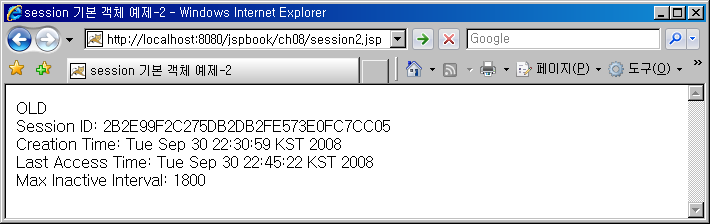 session 기본 객체 예제-2 - Windows Internet Explorer
http://localhost:8080/jspbook/ch08/session2.jsp
Google
session 기본 객체 예제-2
페이지(P)
도구(O)
»
OLD
Session ID: 2B2E99F2C275DB2DB2FE573E0FC7CC05
Creation Time: Tue Sep 30 22:30:59 KST 2008
Last Access Time: Tue Sep 30 22:45:22 KST 2008
Max Inactive Interval: 1800